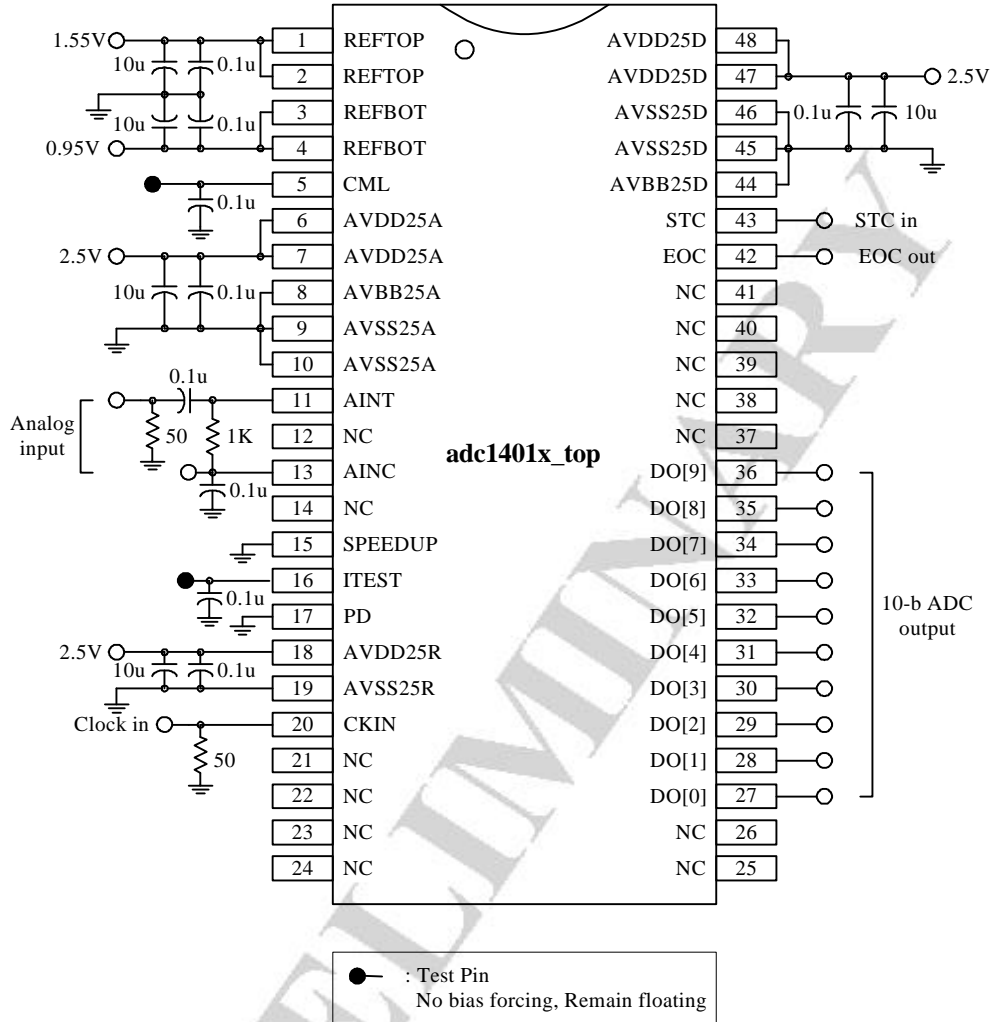 1.55V
10u
0.1u
10u
0.1u
0.95V
0.1u
2.5V
10u
0.1u
0.1u
Analog
input
50
1K
0.1u
0.1u
2.5V
10u
0.1u
Clock in
50
1 REFTOP
2 REFTOP
3 REFBOT
4 REFBOT
5 CML
6 AVDD25A
7 AVDD25A
8 AVBB25A
9 AVSS25A
10 AVSS25A
11 AINT
12 NC
13 AINC
14 NC
15 SPEEDUP
16 ITEST
17 PD
18 AVDD25R
19 AVSS25R
20 CKIN
21 NC
22 NC
23 NC
24 NC
adc1401x_top
AVDD25D 48
AVDD25D 47
AVSS25D 46
AVSS25D 45
AVBB25D 44
STC 43 STC in
EOC 42 EOC out
NC 41
NC 40
NC 39
NC 38
NC 37
DO[9] 36
DO[8] 35
DO[7] 34
DO[6] 33
DO[5] 32
DO[4] 31
DO[3] 30
DO[2] 29
DO[1] 28
DO[0] 27
NC 26
NC 25
2.5V
0.1u
10u
10-b ADC
output
: Test Pin
No bias forcing, Remain floating
ELIMINARY